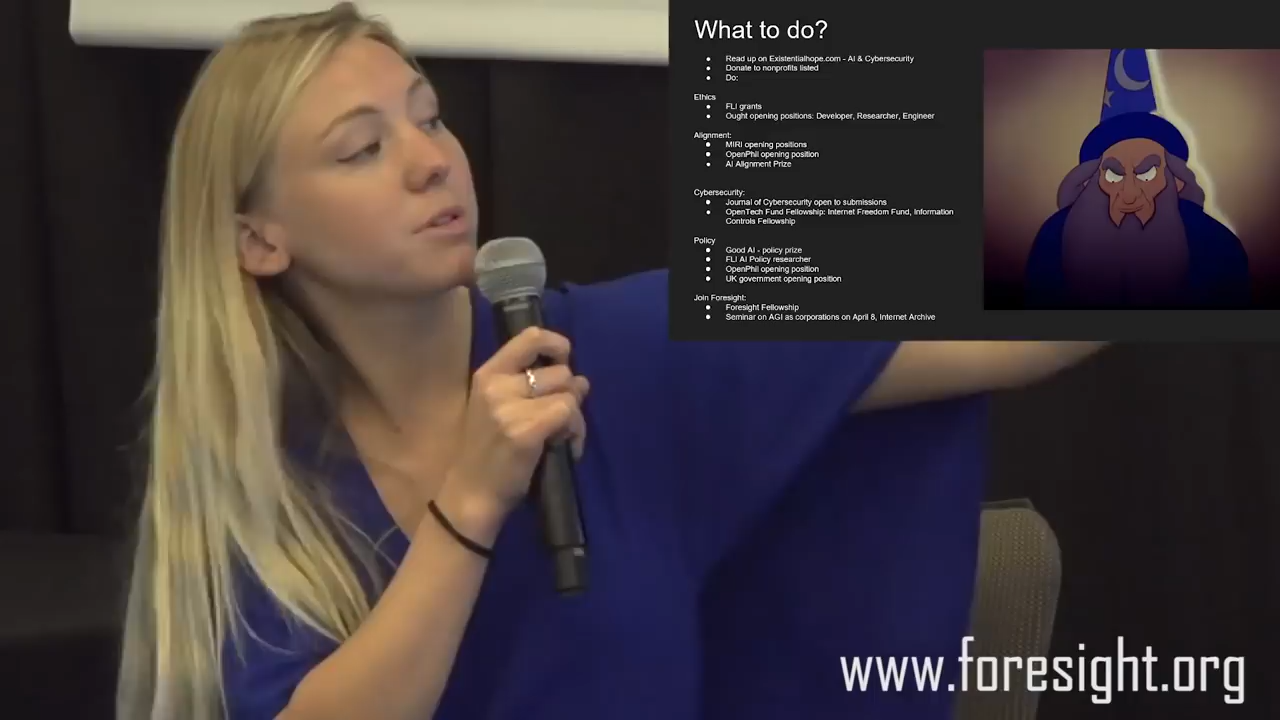 What to do?
● Read up on Existentialhope.com - AI & Cybersecurity
● Donate to nonprofits listed
● Do:
Ethics
● FLI grants
● Ought opening positions: Developer, Researcher, Engineer
Alignment:
● MIRI opening positions
● OpenPhil opening position
● AI Alignment Prize
Cybersecurity:
● Journal of Cybersecurity open to submissions
● OpenTech Fund Fellowship: Internet Freedom Fund, Information
Controls Fellowship
Policy
● Good AI - policy prize
● FLI AI Policy researcher
● OpenPhil opening position
● UK government opening position
Join Foresight:
● Foresight Fellowship
● Seminar on AGI as corporations on April 8, Internet Archive
www.foresight.org